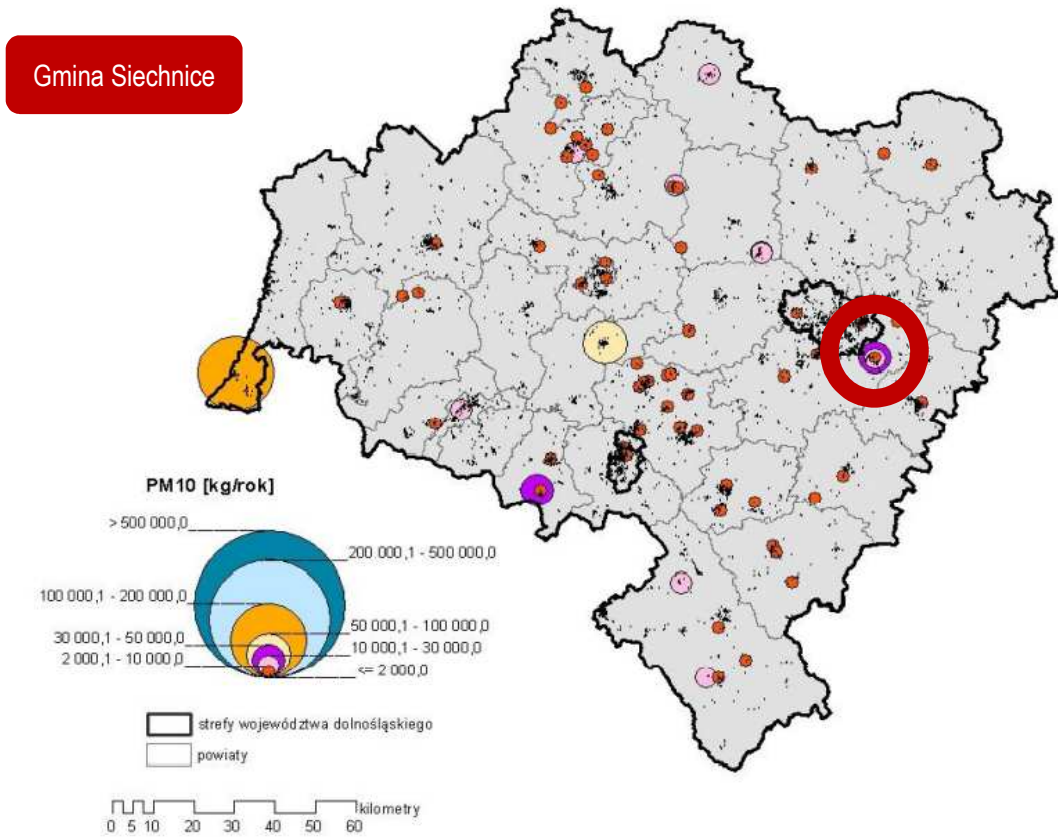 Gmina Siechnice
PM10 [kg/rok]
> 500 000,0
200 000,1 - 500 000,0
100 000,1 - 200 000,0
50 000,1 - 100 000,0
30 000,1 - 50 000,0
10 000,1 - 30 000,0
2 000,1 - 10 000,0
<= 2 000,0
strefy województwa dolnośląskiego
powiaty
kilometry
0 5 10 20 30 40 50 60